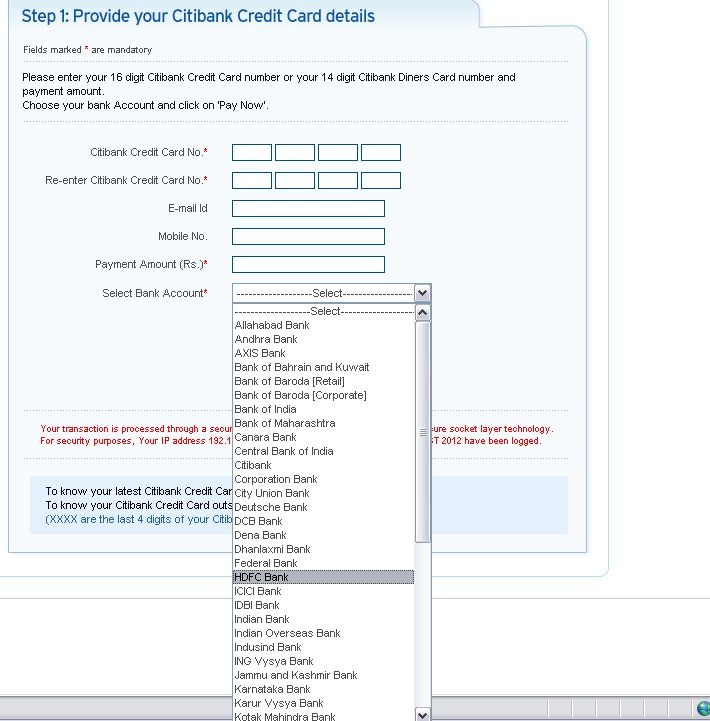 Step 1: Provide your Citibank Credit Card details
Fields marked * are mandatory
Please enter your 16 digit Citibank Credit Card number or your 14 digit Citibank Diners Card number and
payment amount.
Choose your bank Account and click on 'Pay Now'.
Citibank Credit Card No.*
Re-enter Citibank Credit Card No.*
E-mail Id
Mobile No.
Payment Amount (Rs.)*
Select Bank Account*
-------------------Select------------------
-------------------Select-------------------
Allahabad Bank
Andhra Bank
AXIS Bank
Bank of Bahrain and Kuwait
Bank of Baroda [Retail]
Bank of Baroda [Corporate]
Bank of India
Bank of Maharashtra
Canara Bank
Central Bank of India
Citibank
Corporation Bank
City Union Bank
Deutsche Bank
DCB Bank
Dena Bank
Dhanlaxmi Bank
Federal Bank
HDFC Bank
ICICI Bank
IDBI Bank
Indian Bank
Indian Overseas Bank
Indusind Bank
ING Vysya Bank
Jammu and Kashmir Bank
Karnataka Bank
Karur Vysya Bank
Kotak Mahindra Bank
Your transaction is processed through a secur ure socket layer technology.
For security purposes, Your IP address 192.1 ST 2012 have been logged.
To know your latest Citibank Credit Car
To know your Citibank Credit Card outs
(XXXX are the last 4 digits of your Citib